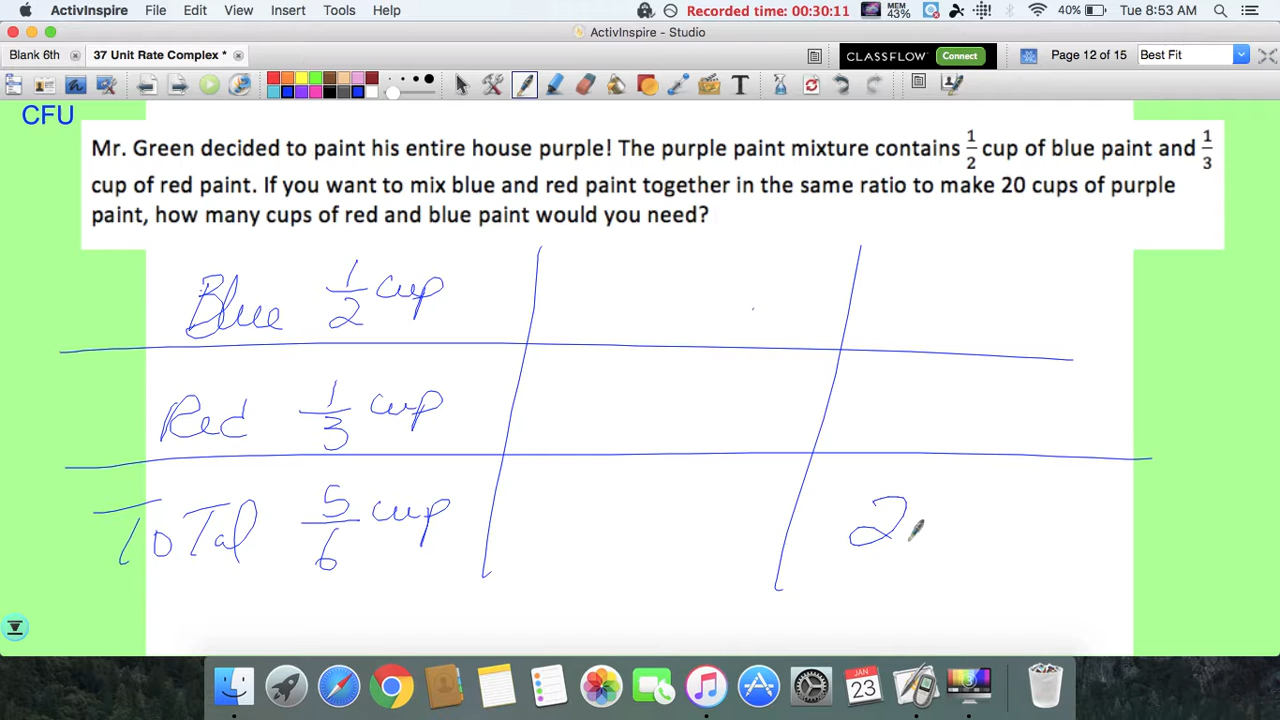 ActivInspire File Edit View Insert Tools Help Recorded time: 00:30:11 MEM 43% 40% Tue 8:53 AM
ActivInspire - Studio
Blank 6th 37 Unit Rate Complex * CLASSFLOW Connect Page 12 of 15 Best Fit
CFU
Mr. Green decided to paint his entire house purple! The purple paint mixture contains 1/2 cup of blue paint and 1/3
cup of red paint. If you want to mix blue and red paint together in the same ratio to make 20 cups of purple
paint, how many cups of red and blue paint would you need?
Blue 1/2 cup
Red 1/3 cup
Total 5/6 cup 2
JAN 23